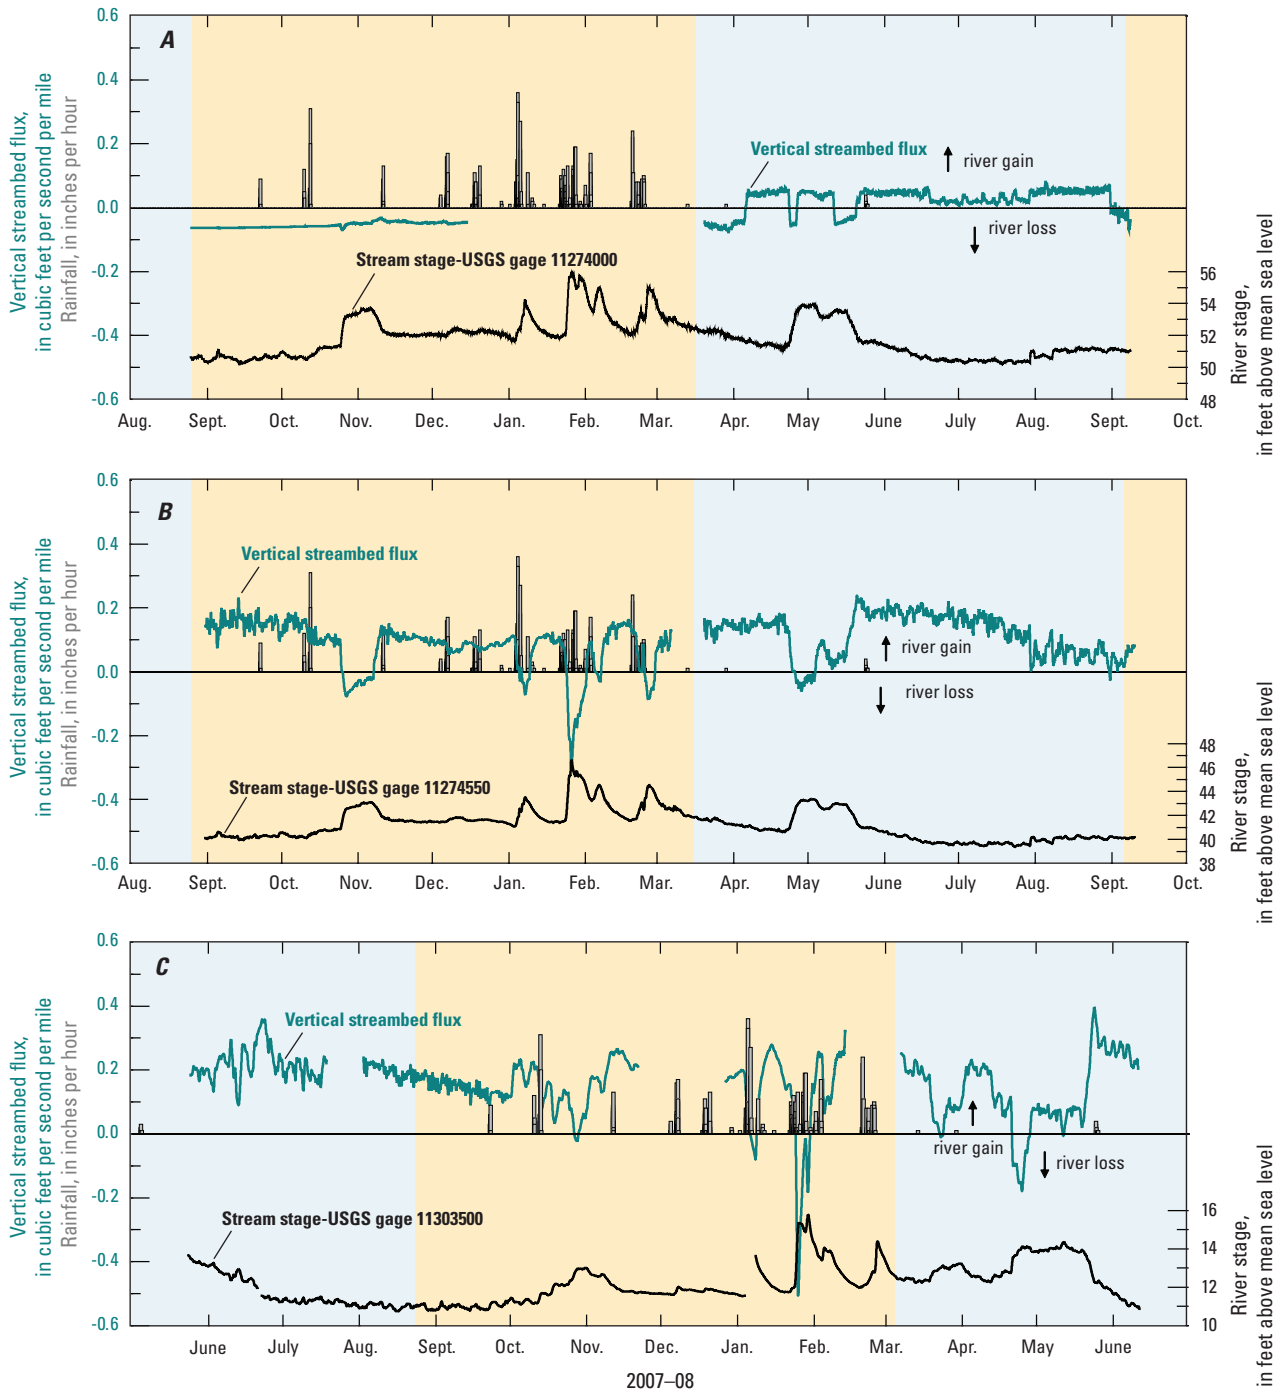 A
Vertical streambed flux,
in cubic feet per second per mile
Rainfall, in inches per hour
0.6
0.4
0.2
0.0
-0.2
-0.4
-0.6
Vertical streambed flux
river gain
river loss
Stream stage-USGS gage 11274000
56
54
52
50
48
River stage,
in feet above mean sea level
Aug. Sept. Oct. Nov. Dec. Jan. Feb. Mar. Apr. May June July Aug. Sept. Oct.
B
Vertical streambed flux,
in cubic feet per second per mile
Rainfall, in inches per hour
0.6
0.4
0.2
0.0
-0.2
-0.4
-0.6
Vertical streambed flux
river gain
river loss
Stream stage-USGS gage 11274550
48
46
44
42
40
38
River stage,
in feet above mean sea level
Aug. Sept. Oct. Nov. Dec. Jan. Feb. Mar. Apr. May June July Aug. Sept. Oct.
C
Vertical streambed flux,
in cubic feet per second per mile
Rainfall, in inches per hour
0.6
0.4
0.2
0.0
-0.2
-0.4
-0.6
Vertical streambed flux
river gain
river loss
Stream stage-USGS gage 11303500
16
14
12
10
River stage,
in feet above mean sea level
June July Aug. Sept. Oct. Nov. Dec. Jan. Feb. Mar. Apr. May June
2007–08